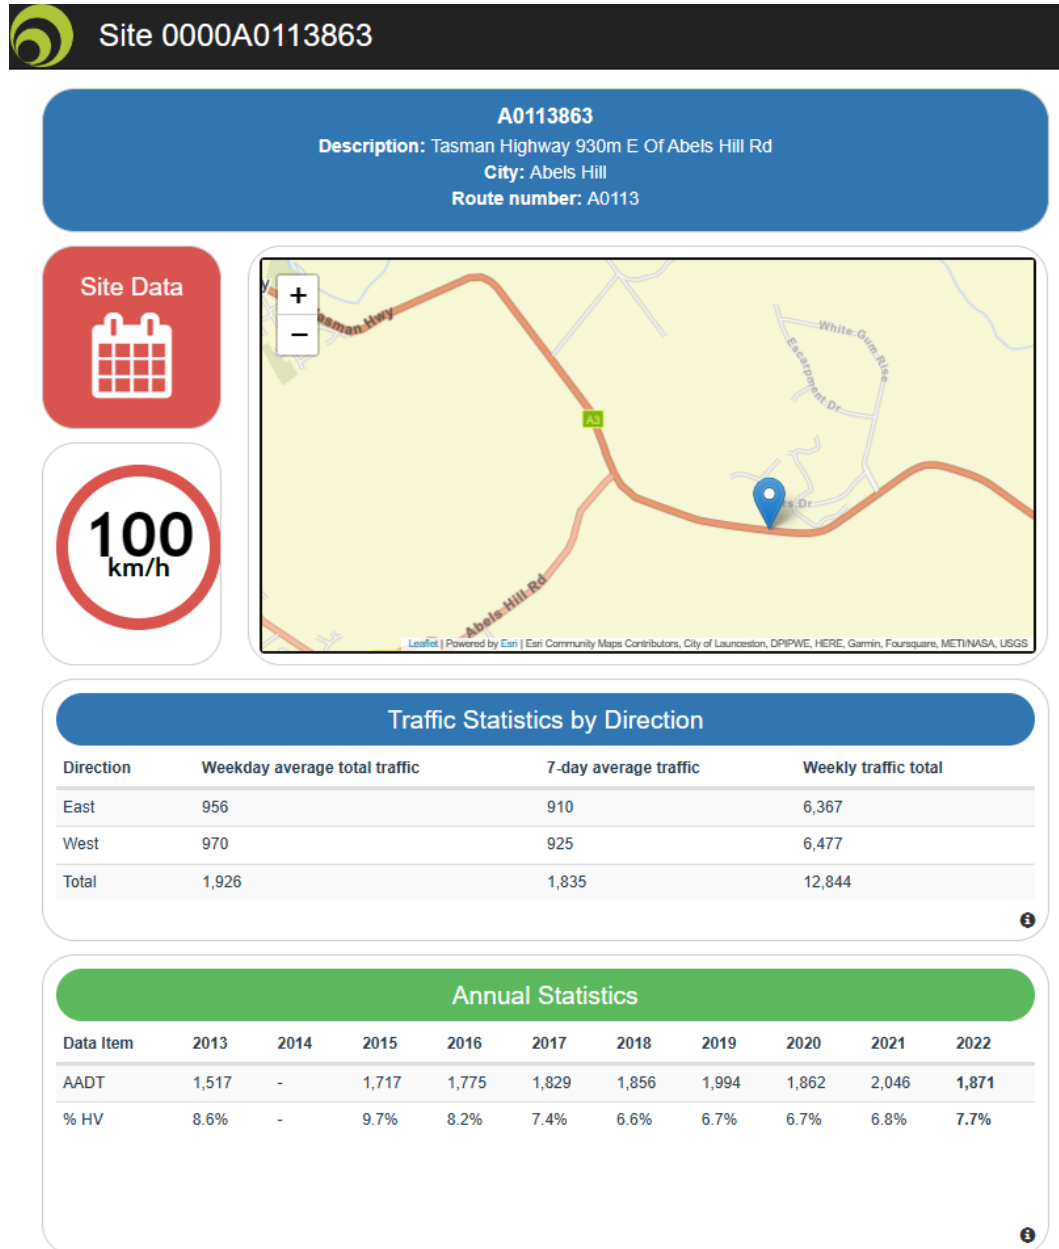 Site 0000A0113863
A0113863
Description: Tasman Highway 930m E Of Abels Hill Rd
City: Abels Hill
Route number: A0113
Site Data
100
km/h
+
−
Tasman Hwy
White Gum Rise
Escarpment Dr
A3
rs Dr
Abels Hill Rd
Leaflet | Powered by Esri | Esri Community Maps Contributors, City of Launceston, DPIPWE, HERE, Garmin, Foursquare, METI/NASA, USGS
Traffic Statistics by Direction
Direction Weekday average total traffic 7-day average traffic Weekly traffic total
East 956 910 6,367
West 970 925 6,477
Total 1,926 1,835 12,844
Annual Statistics
Data Item 2013 2014 2015 2016 2017 2018 2019 2020 2021 2022
AADT 1,517 - 1,717 1,775 1,829 1,856 1,994 1,862 2,046 1,871
% HV 8.6% - 9.7% 8.2% 7.4% 6.6% 6.7% 6.7% 6.8% 7.7%